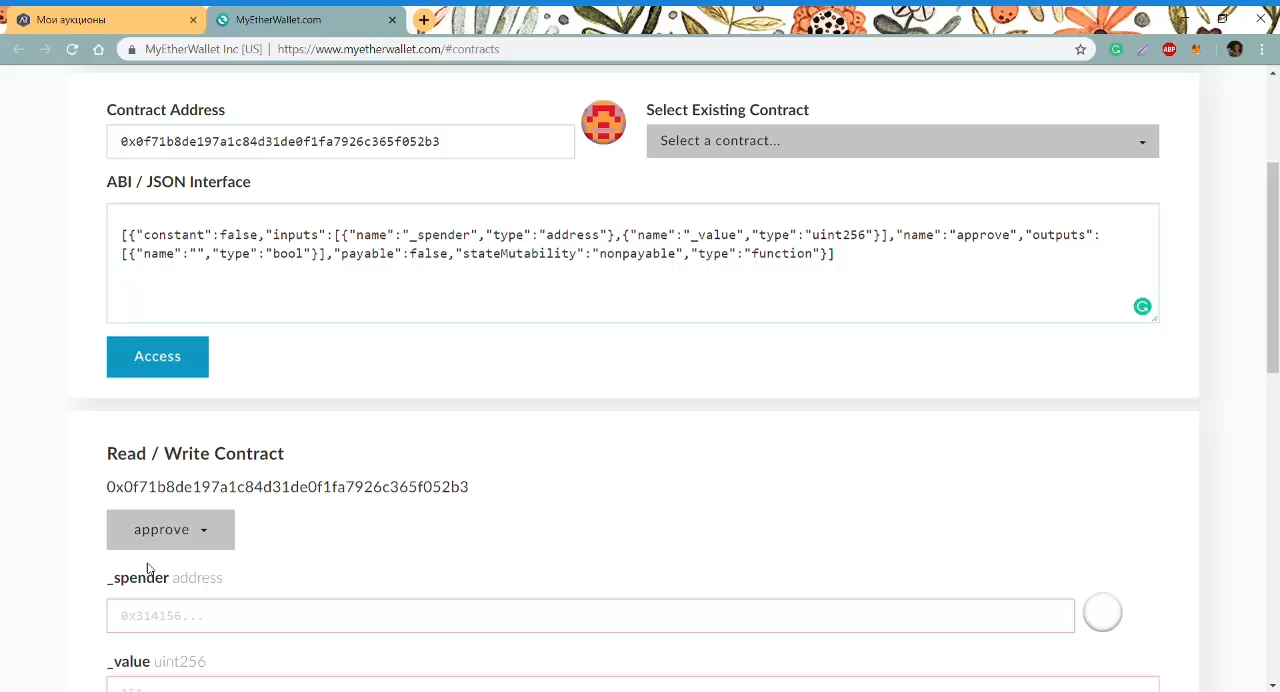 Мои аукционы
MyEtherWallet.com
MyEtherWallet Inc [US] | https://www.myetherwallet.com/#contracts
ABP
Contract Address
Select Existing Contract
0x0f71b8de197a1c84d31de0f1fa7926c365f052b3
Select a contract...
ABI / JSON Interface
[{"constant":false,"inputs":[{"name":"_spender","type":"address"},{"name":"_value","type":"uint256"}],"name":"approve","outputs":
[{"name":"","type":"bool"}],"payable":false,"stateMutability":"nonpayable","type":"function"}]
Access
Read / Write Contract
0x0f71b8de197a1c84d31de0f1fa7926c365f052b3
approve
_spender address
0x314156...
_value uint256